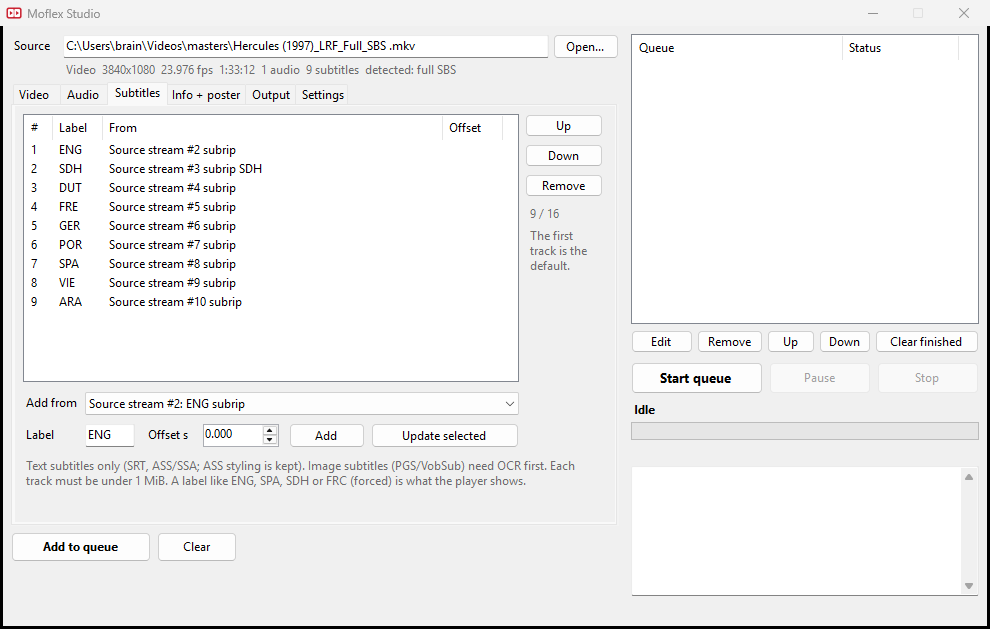 Moflex Studio
Source C:\Users\brain\Videos\masters\Hercules (1997)_LRF_Full_SBS .mkv Open...
Video 3840x1080 23.976 fps 1:33:12 1 audio 9 subtitles detected: full SBS
Video Audio Subtitles Info + poster Output Settings
# Label From Offset
1 ENG Source stream #2 subrip
2 SDH Source stream #3 subrip SDH
3 DUT Source stream #4 subrip
4 FRE Source stream #5 subrip
5 GER Source stream #6 subrip
6 POR Source stream #7 subrip
7 SPA Source stream #8 subrip
8 VIE Source stream #9 subrip
9 ARA Source stream #10 subrip
Up
Down
Remove
9 / 16
The first
track is the
default.
Add from Source stream #2: ENG subrip
Label ENG Offset s 0.000 Add Update selected
Text subtitles only (SRT, ASS/SSA; ASS styling is kept). Image subtitles (PGS/VobSub) need OCR first. Each
track must be under 1 MiB. A label like ENG, SPA, SDH or FRC (forced) is what the player shows.
Add to queue Clear
Queue Status
Edit Remove Up Down Clear finished
Start queue Pause Stop
Idle